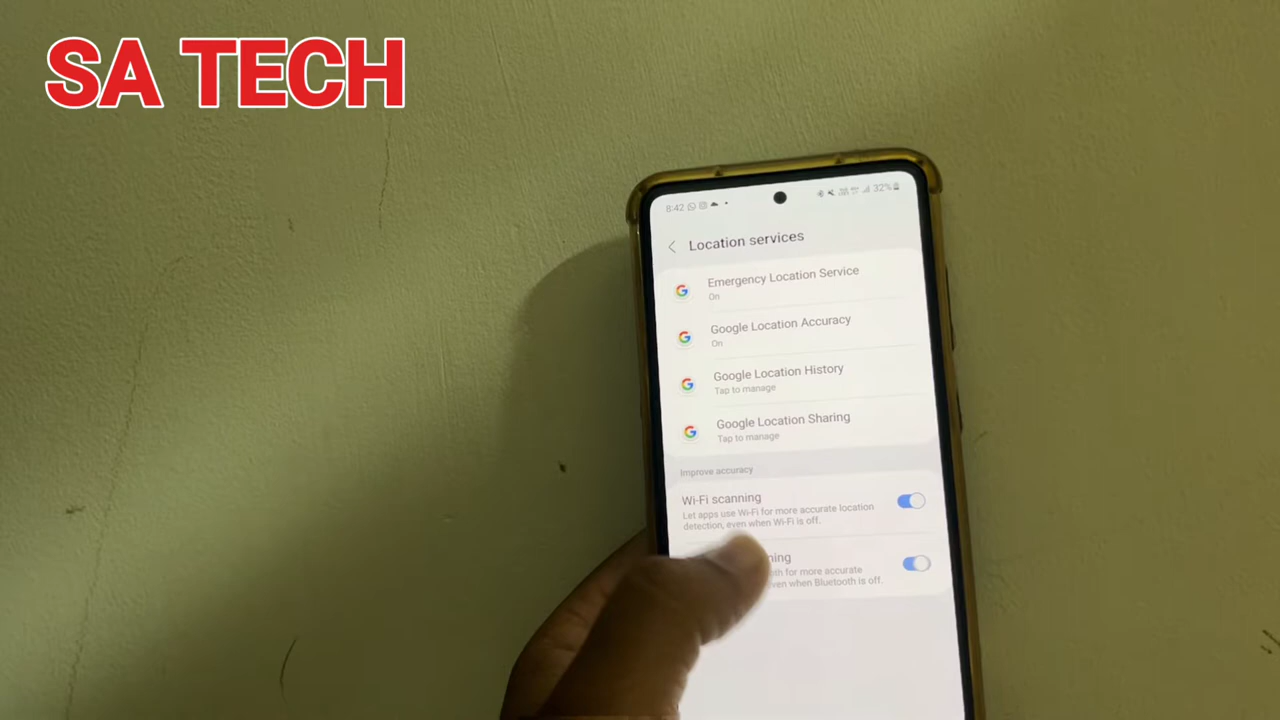 SA TECH
8:42
32%
Location services
Emergency Location Service
On
Google Location Accuracy
On
Google Location History
Tap to manage
Google Location Sharing
Tap to manage
Improve accuracy
Wi-Fi scanning
Let apps use Wi-Fi for more accurate location
detection, even when Wi-Fi is off.
for more accurate
even when Bluetooth is off.